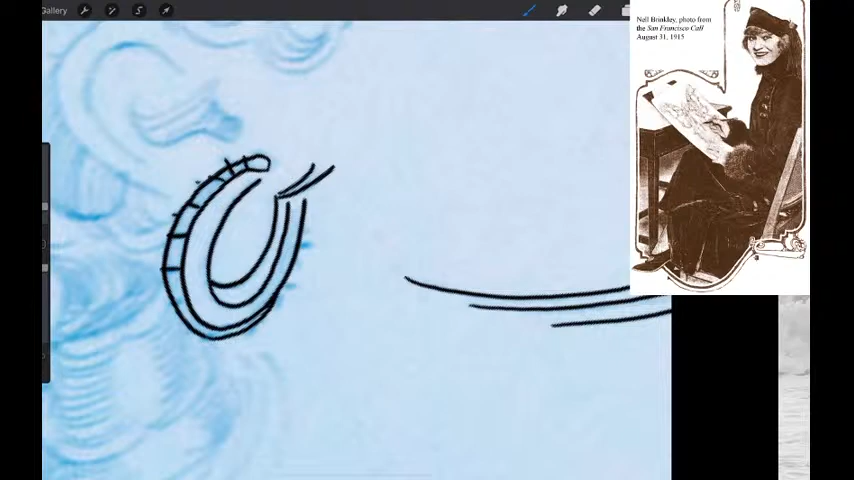 Gallery
Nell Brinkley, photo from
the San Francisco Call
August 31, 1915